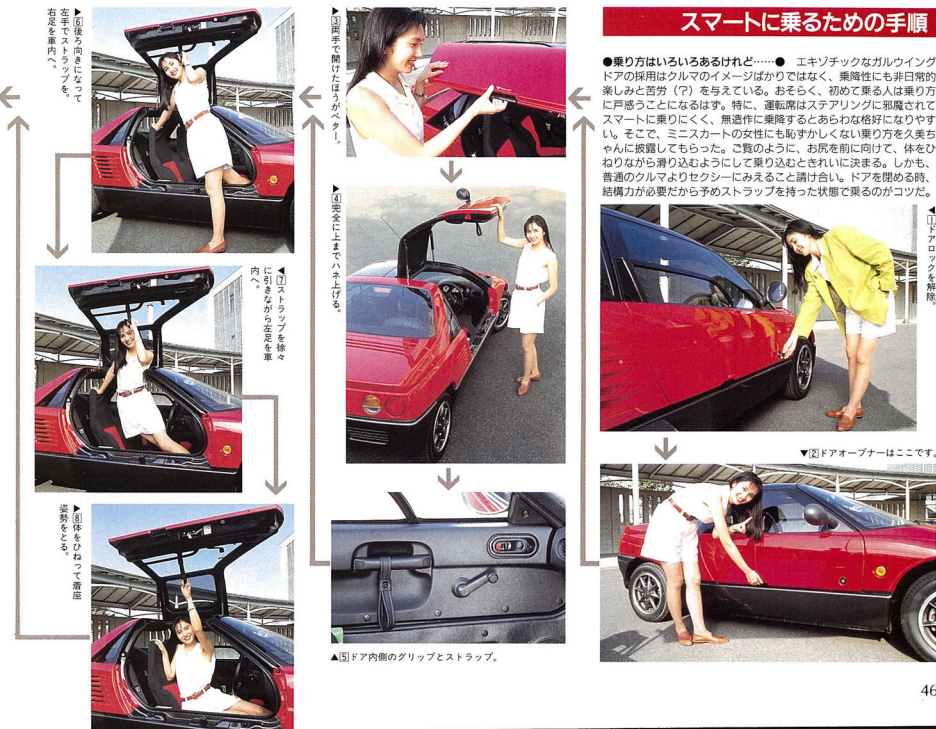 スマートに乗るための手順
●乗り方はいろいろあるけれど……● エキゾチックなガルウイング
ドアの採用はクルマのイメージばかりではなく、乗降性にも非日常的
楽しみと苦労（？）を与えている。おそらく、初めて乗る人は乗り方
に戸惑うことになるはす。特に、運転席はステアリングに邪魔されて
スマートに乗りにくく、無造作に乗降するとあらわな格好になりやす
い。そこで、ミニスカートの女性にも恥ずかしくない乗り方を久美ち
ゃんに披露してもらった。ご覧のように、お尻を前に向けて、体をひ
ねりながら滑り込むようにして乗り込むときれいに決まる。しかも、
普通のクルマよりセクシーにみえること請け合い。ドアを閉める時、
結構力が必要だから予めストラップを持った状態で乗るのがコツだ。
◀1ドアロックを解除。
▼2ドアオープナーはここです。
▶3両手で開けたほうがベター。
▶4完全に上までハネ上げる。
▲5ドア内側のグリップとストラップ。
▶6後ろ向きになって
左手でストラップを。
右足を車内へ。
◀7ストラップを徐々
に引きながら左足を車
内へ。
▶8体をひねって着座
姿勢をとる。
46